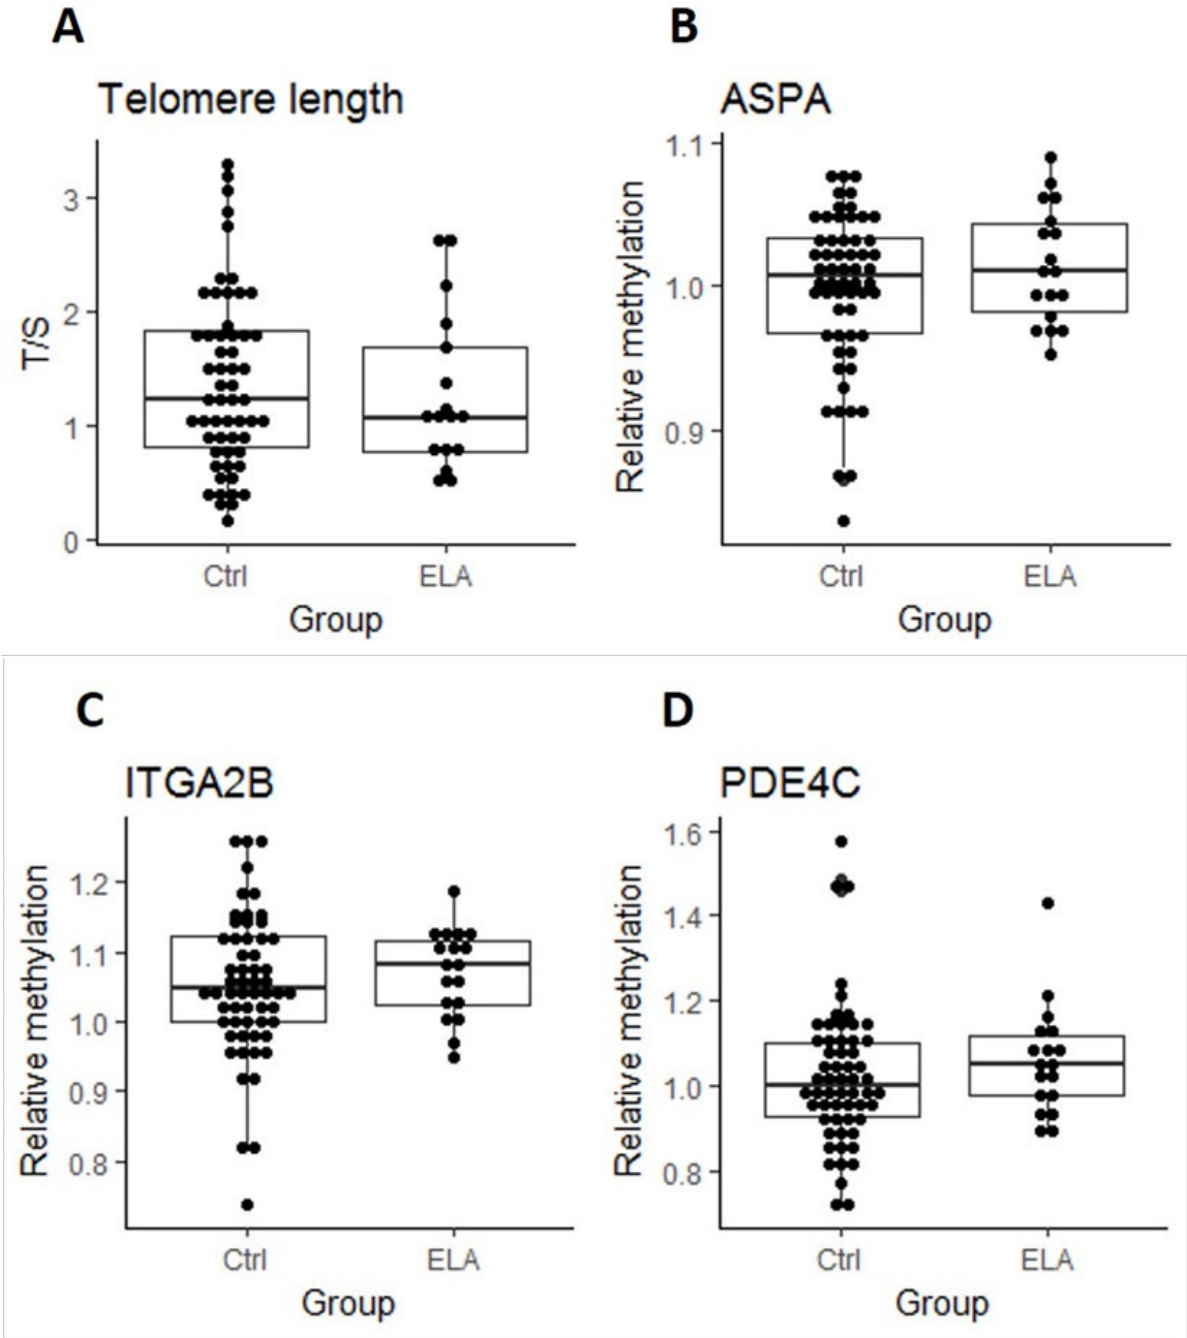 A
Telomere length
T/S
3
2
1
0
Ctrl
ELA
Group
B
ASPA
Relative methylation
1.1
1.0
0.9
Ctrl
ELA
Group
C
ITGA2B
Relative methylation
1.2
1.1
1.0
0.9
0.8
Ctrl
ELA
Group
D
PDE4C
Relative methylation
1.6
1.4
1.2
1.0
0.8
Ctrl
ELA
Group